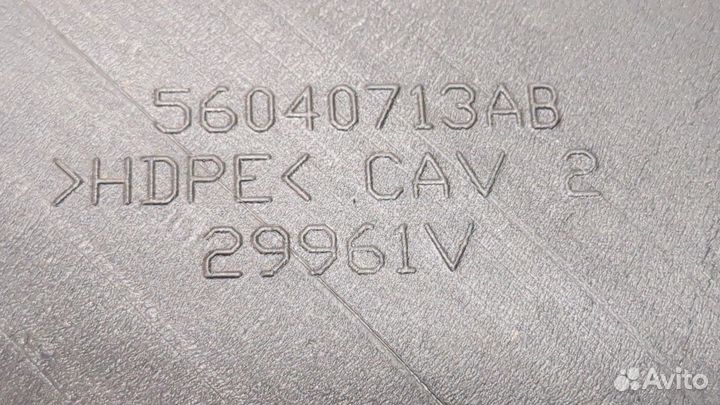 56040713AB
>HDPE< CAV 2
29961V
Avito